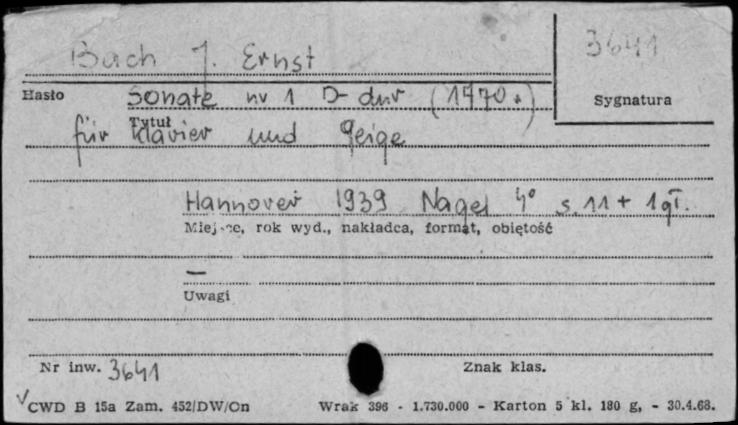 Bach J. Ernst
3641
Hasło
Sonate nr 1 D-dur (1770.)
Sygnatura
Tytuł
für Klavier und Geige
Hannover 1939 Nagel 4° s. 11 + 1 gł.
Miejsce, rok wyd., nakładca, format, obiętość
—
Uwagi
Nr inw. 3641
Znak klas.
CWD B 15a Zam. 452/DW/On Wrak 396 - 1.730.000 - Karton 5 kl. 180 g, - 30.4.68.